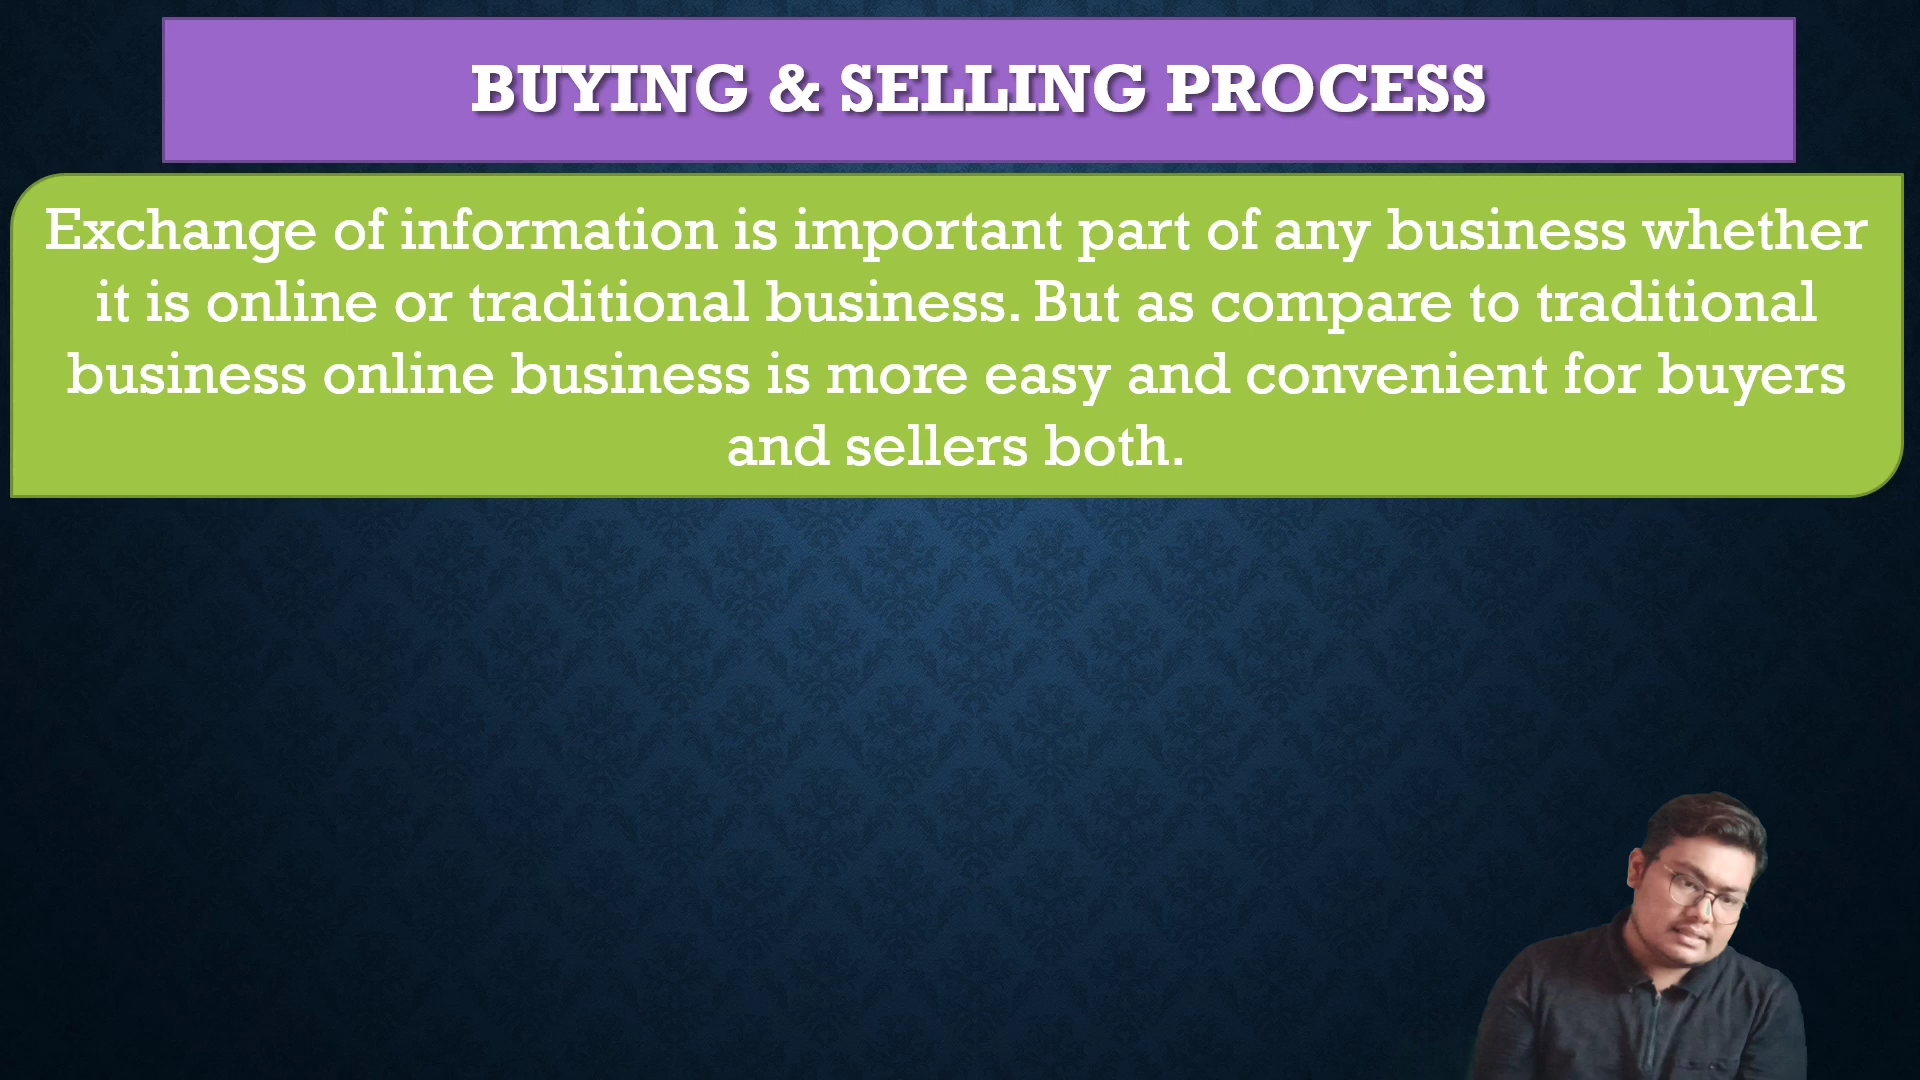 BUYING & SELLING PROCESS
Exchange of information is important part of any business whether
it is online or traditional business. But as compare to traditional
business online business is more easy and convenient for buyers
and sellers both.